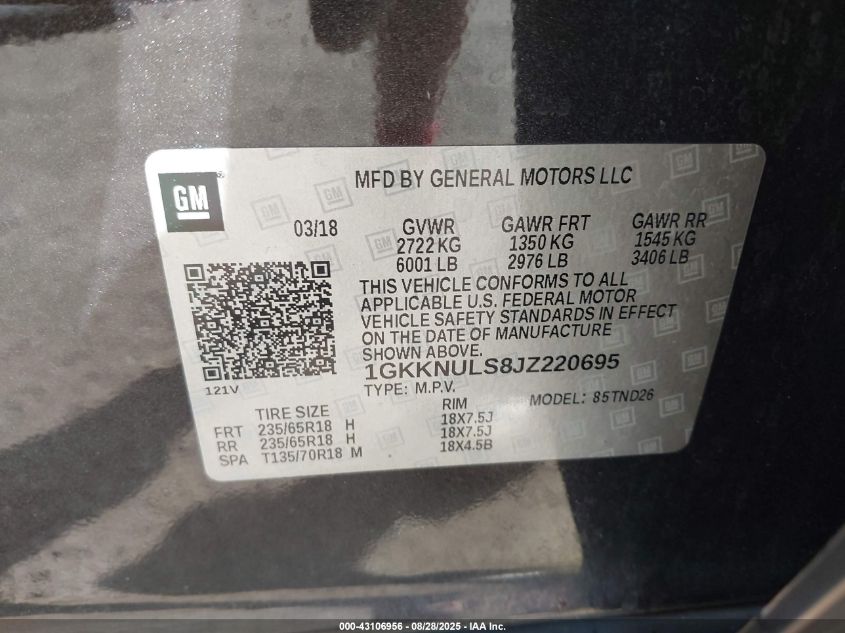 GM
MFD BY GENERAL MOTORS LLC
03/18
GVWR GAWR FRT GAWR RR
2722 KG 1350 KG 1545 KG
6001 LB 2976 LB 3406 LB
THIS VEHICLE CONFORMS TO ALL
APPLICABLE U.S. FEDERAL MOTOR
VEHICLE SAFETY STANDARDS IN EFFECT
ON THE DATE OF MANUFACTURE
SHOWN ABOVE.
1GKKNULS8JZ220695
121V
TYPE: M.P.V. MODEL: 85TND26
TIRE SIZE RIM
FRT 235/65R18 H 18X7.5J
RR 235/65R18 H 18X7.5J
SPA T135/70R18 M 18X4.5B
000-43106956 - 08/28/2025 - IAA Inc.